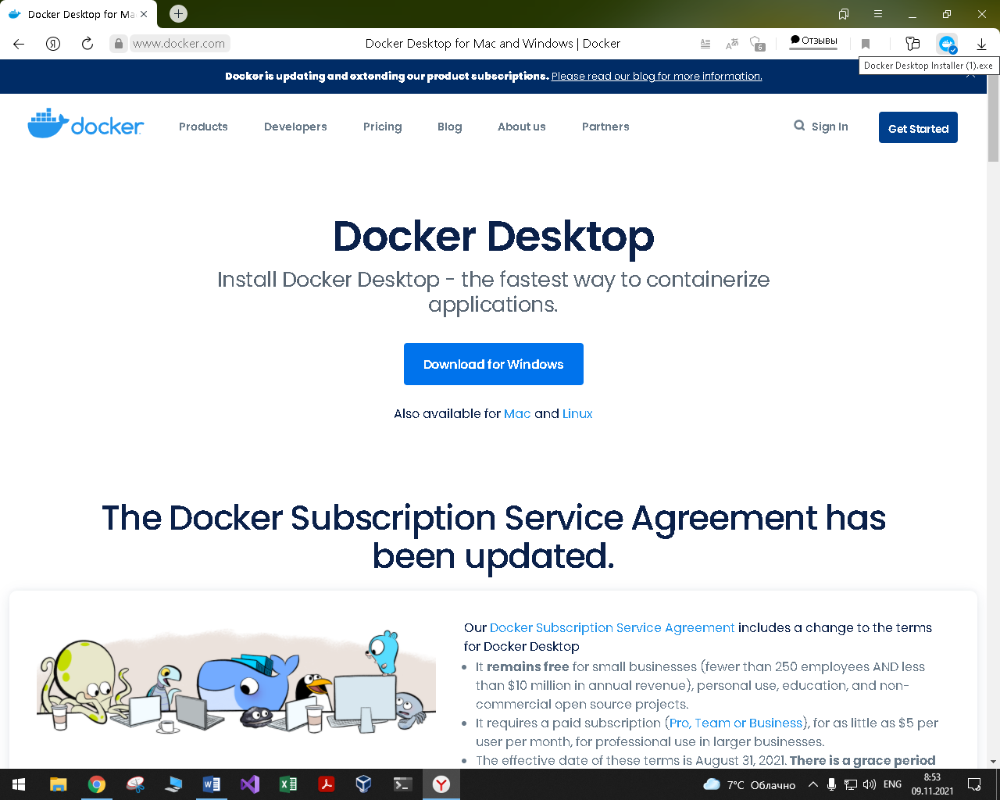 Docker Desktop for Ma
www.docker.com
Docker Desktop for Mac and Windows | Docker
6
Отзывы
Docker Desktop Installer (1).exe
Docker is updating and extending our product subscriptions. Please read our blog for more information.
docker
Products
Developers
Pricing
Blog
About us
Partners
Sign In
Get Started
Docker Desktop
Install Docker Desktop - the fastest way to containerize
applications.
Download for Windows
Also available for Mac and Linux
The Docker Subscription Service Agreement has
been updated.
Our Docker Subscription Service Agreement includes a change to the terms
for Docker Desktop
• It remains free for small businesses (fewer than 250 employees AND less
than $10 million in annual revenue), personal use, education, and non-
commercial open source projects.
• It requires a paid subscription (Pro, Team or Business), for as little as $5 per
user per month, for professional use in larger businesses.
• The effective date of these terms is August 31, 2021. There is a grace period
7°C Облачно
ENG
8:53
09.11.2021